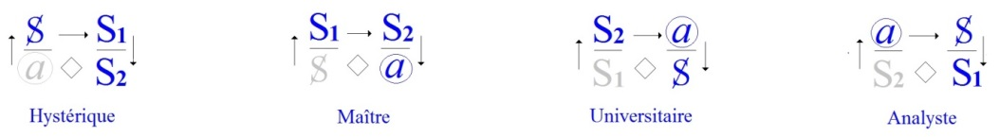 $ → S1 S1 → S2 S2 → a a → $
a ◇ S2 $ ◇ a S1 ◇ $ S2 ◇ S1
Hystérique Maître Universitaire Analyste